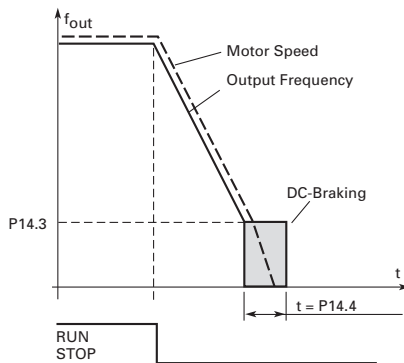 fout
Motor Speed
Output Frequency
DC-Braking
P14.3
t
t = P14.4
RUN
STOP